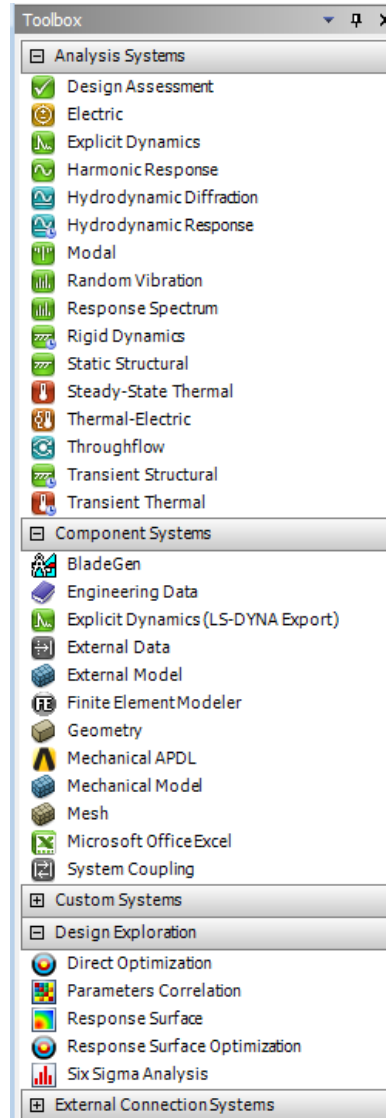 Toolbox
Analysis Systems
Design Assessment
Electric
Explicit Dynamics
Harmonic Response
Hydrodynamic Diffraction
Hydrodynamic Response
Modal
Random Vibration
Response Spectrum
Rigid Dynamics
Static Structural
Steady-State Thermal
Thermal-Electric
Throughflow
Transient Structural
Transient Thermal
Component Systems
BladeGen
Engineering Data
Explicit Dynamics (LS-DYNA Export)
External Data
External Model
Finite Element Modeler
Geometry
Mechanical APDL
Mechanical Model
Mesh
Microsoft Office Excel
System Coupling
Custom Systems
Design Exploration
Direct Optimization
Parameters Correlation
Response Surface
Response Surface Optimization
Six Sigma Analysis
External Connection Systems